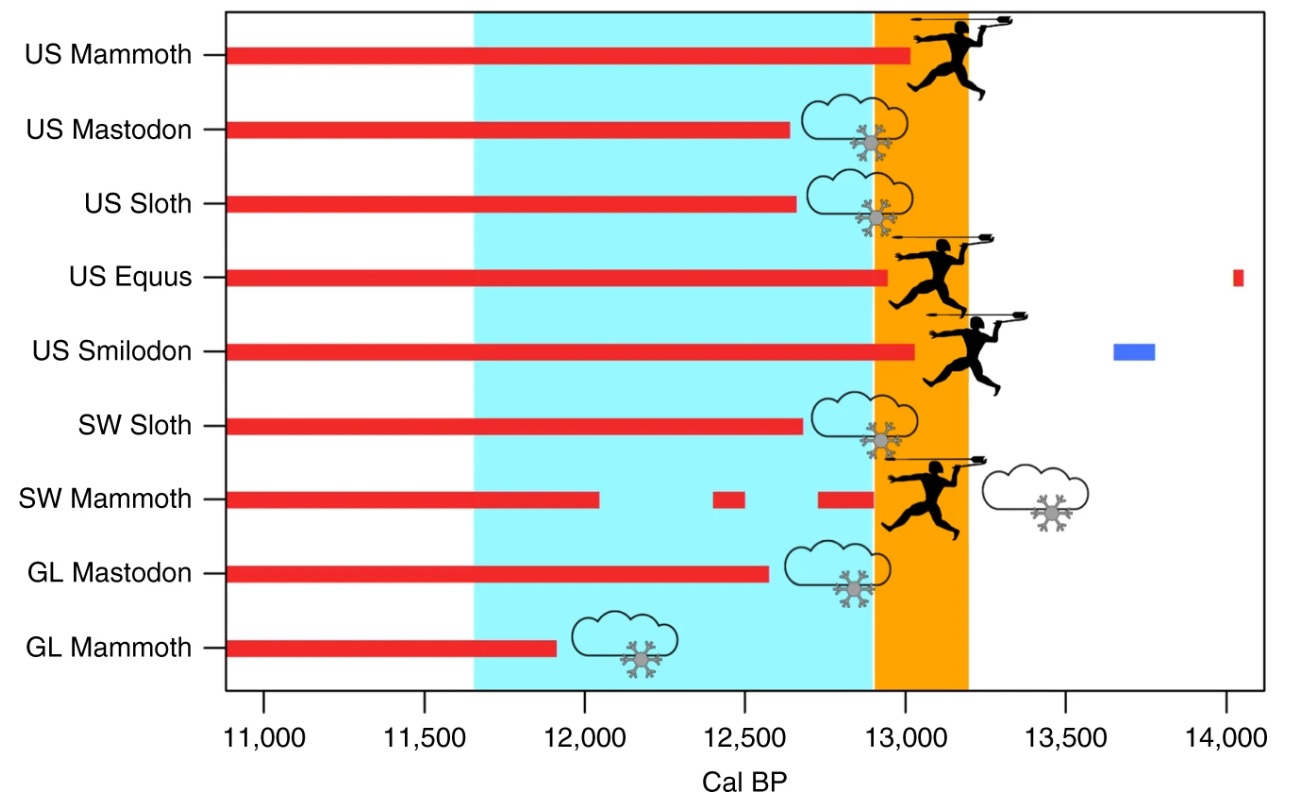 US Mammoth
US Mastodon
US Sloth
US Equus
US Smilodon
SW Sloth
SW Mammoth
GL Mastodon
GL Mammoth
11,000 11,500 12,000 12,500 13,000 13,500 14,000
Cal BP